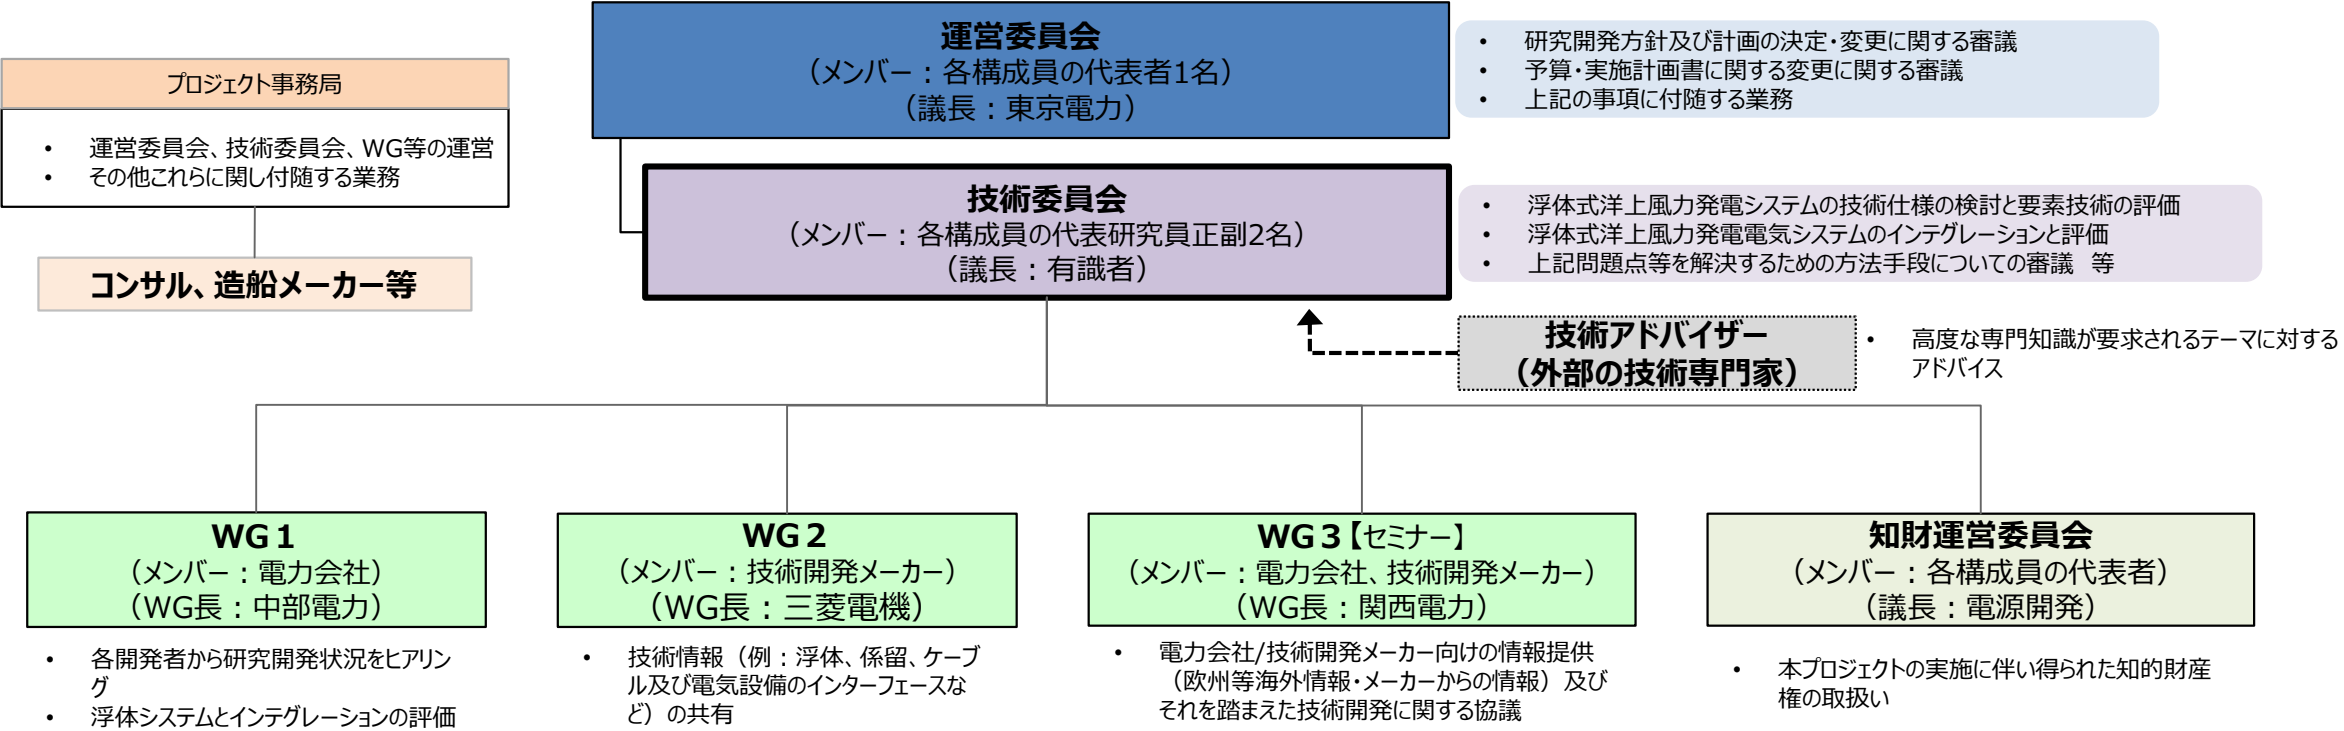 運営委員会
（メンバー：各構成員の代表者1名）
（議長：東京電力）
• 研究開発方針及び計画の決定・変更に関する審議
• 予算・実施計画書に関する変更に関する審議
• 上記の事項に付随する業務
プロジェクト事務局
• 運営委員会、技術委員会、WG等の運営
• その他これらに関し付随する業務
コンサル、造船メーカー等
技術委員会
（メンバー：各構成員の代表研究員正副2名）
（議長：有識者）
• 浮体式洋上風力発電システムの技術仕様の検討と要素技術の評価
• 浮体式洋上風力発電電気システムのインテグレーションと評価
• 上記問題点等を解決するための方法手段についての審議　等
技術アドバイザー
（外部の技術専門家）
• 高度な専門知識が要求されるテーマに対する
アドバイス
WG１
（メンバー：電力会社）
（WG長：中部電力）
• 各開発者から研究開発状況をヒアリン
グ
• 浮体システムとインテグレーションの評価
WG２
（メンバー：技術開発メーカー）
（WG長：三菱電機）
• 技術情報（例：浮体、係留、ケーブ
ル及び電気設備のインターフェースな
ど）の共有
WG３【セミナー】
（メンバー：電力会社、技術開発メーカー）
（WG長：関西電力）
• 電力会社/技術開発メーカー向けの情報提供
（欧州等海外情報・メーカーからの情報）及び
それを踏まえた技術開発に関する協議
知財運営委員会
（メンバー：各構成員の代表者）
（議長：電源開発）
• 本プロジェクトの実施に伴い得られた知的財産
権の取扱い